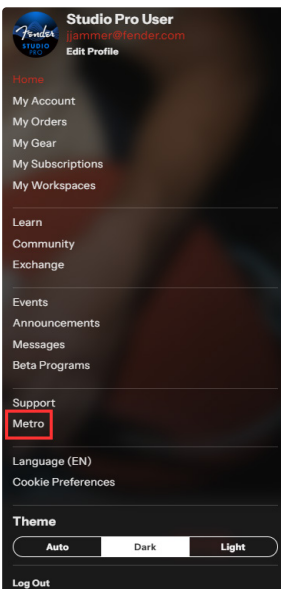 Studio Pro User
Fender
jjammer@fender.com
STUDIO
PRO
Edit Profile
Home
My Account
My Orders
My Gear
My Subscriptions
My Workspaces
Learn
Community
Exchange
Events
Announcements
Messages
Beta Programs
Support
Metro
Language (EN)
Cookie Preferences
Theme
Auto Dark Light
Log Out